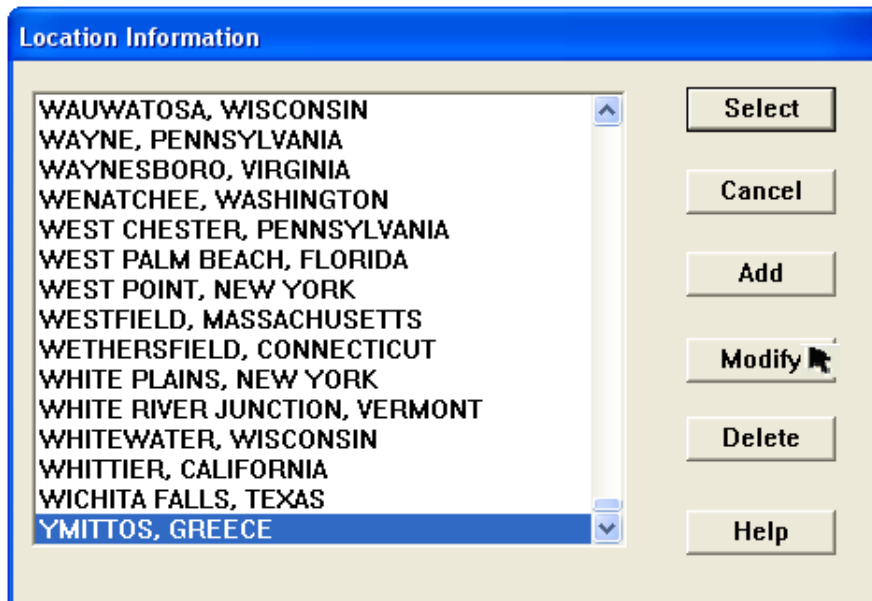 Location Information
WAUWATOSA, WISCONSIN
WAYNE, PENNSYLVANIA
WAYNESBORO, VIRGINIA
WENATCHEE, WASHINGTON
WEST CHESTER, PENNSYLVANIA
WEST PALM BEACH, FLORIDA
WEST POINT, NEW YORK
WESTFIELD, MASSACHUSETTS
WETHERSFIELD, CONNECTICUT
WHITE PLAINS, NEW YORK
WHITE RIVER JUNCTION, VERMONT
WHITEWATER, WISCONSIN
WHITTIER, CALIFORNIA
WICHITA FALLS, TEXAS
YMITTOS, GREECE
Select
Cancel
Add
Modify
Delete
Help